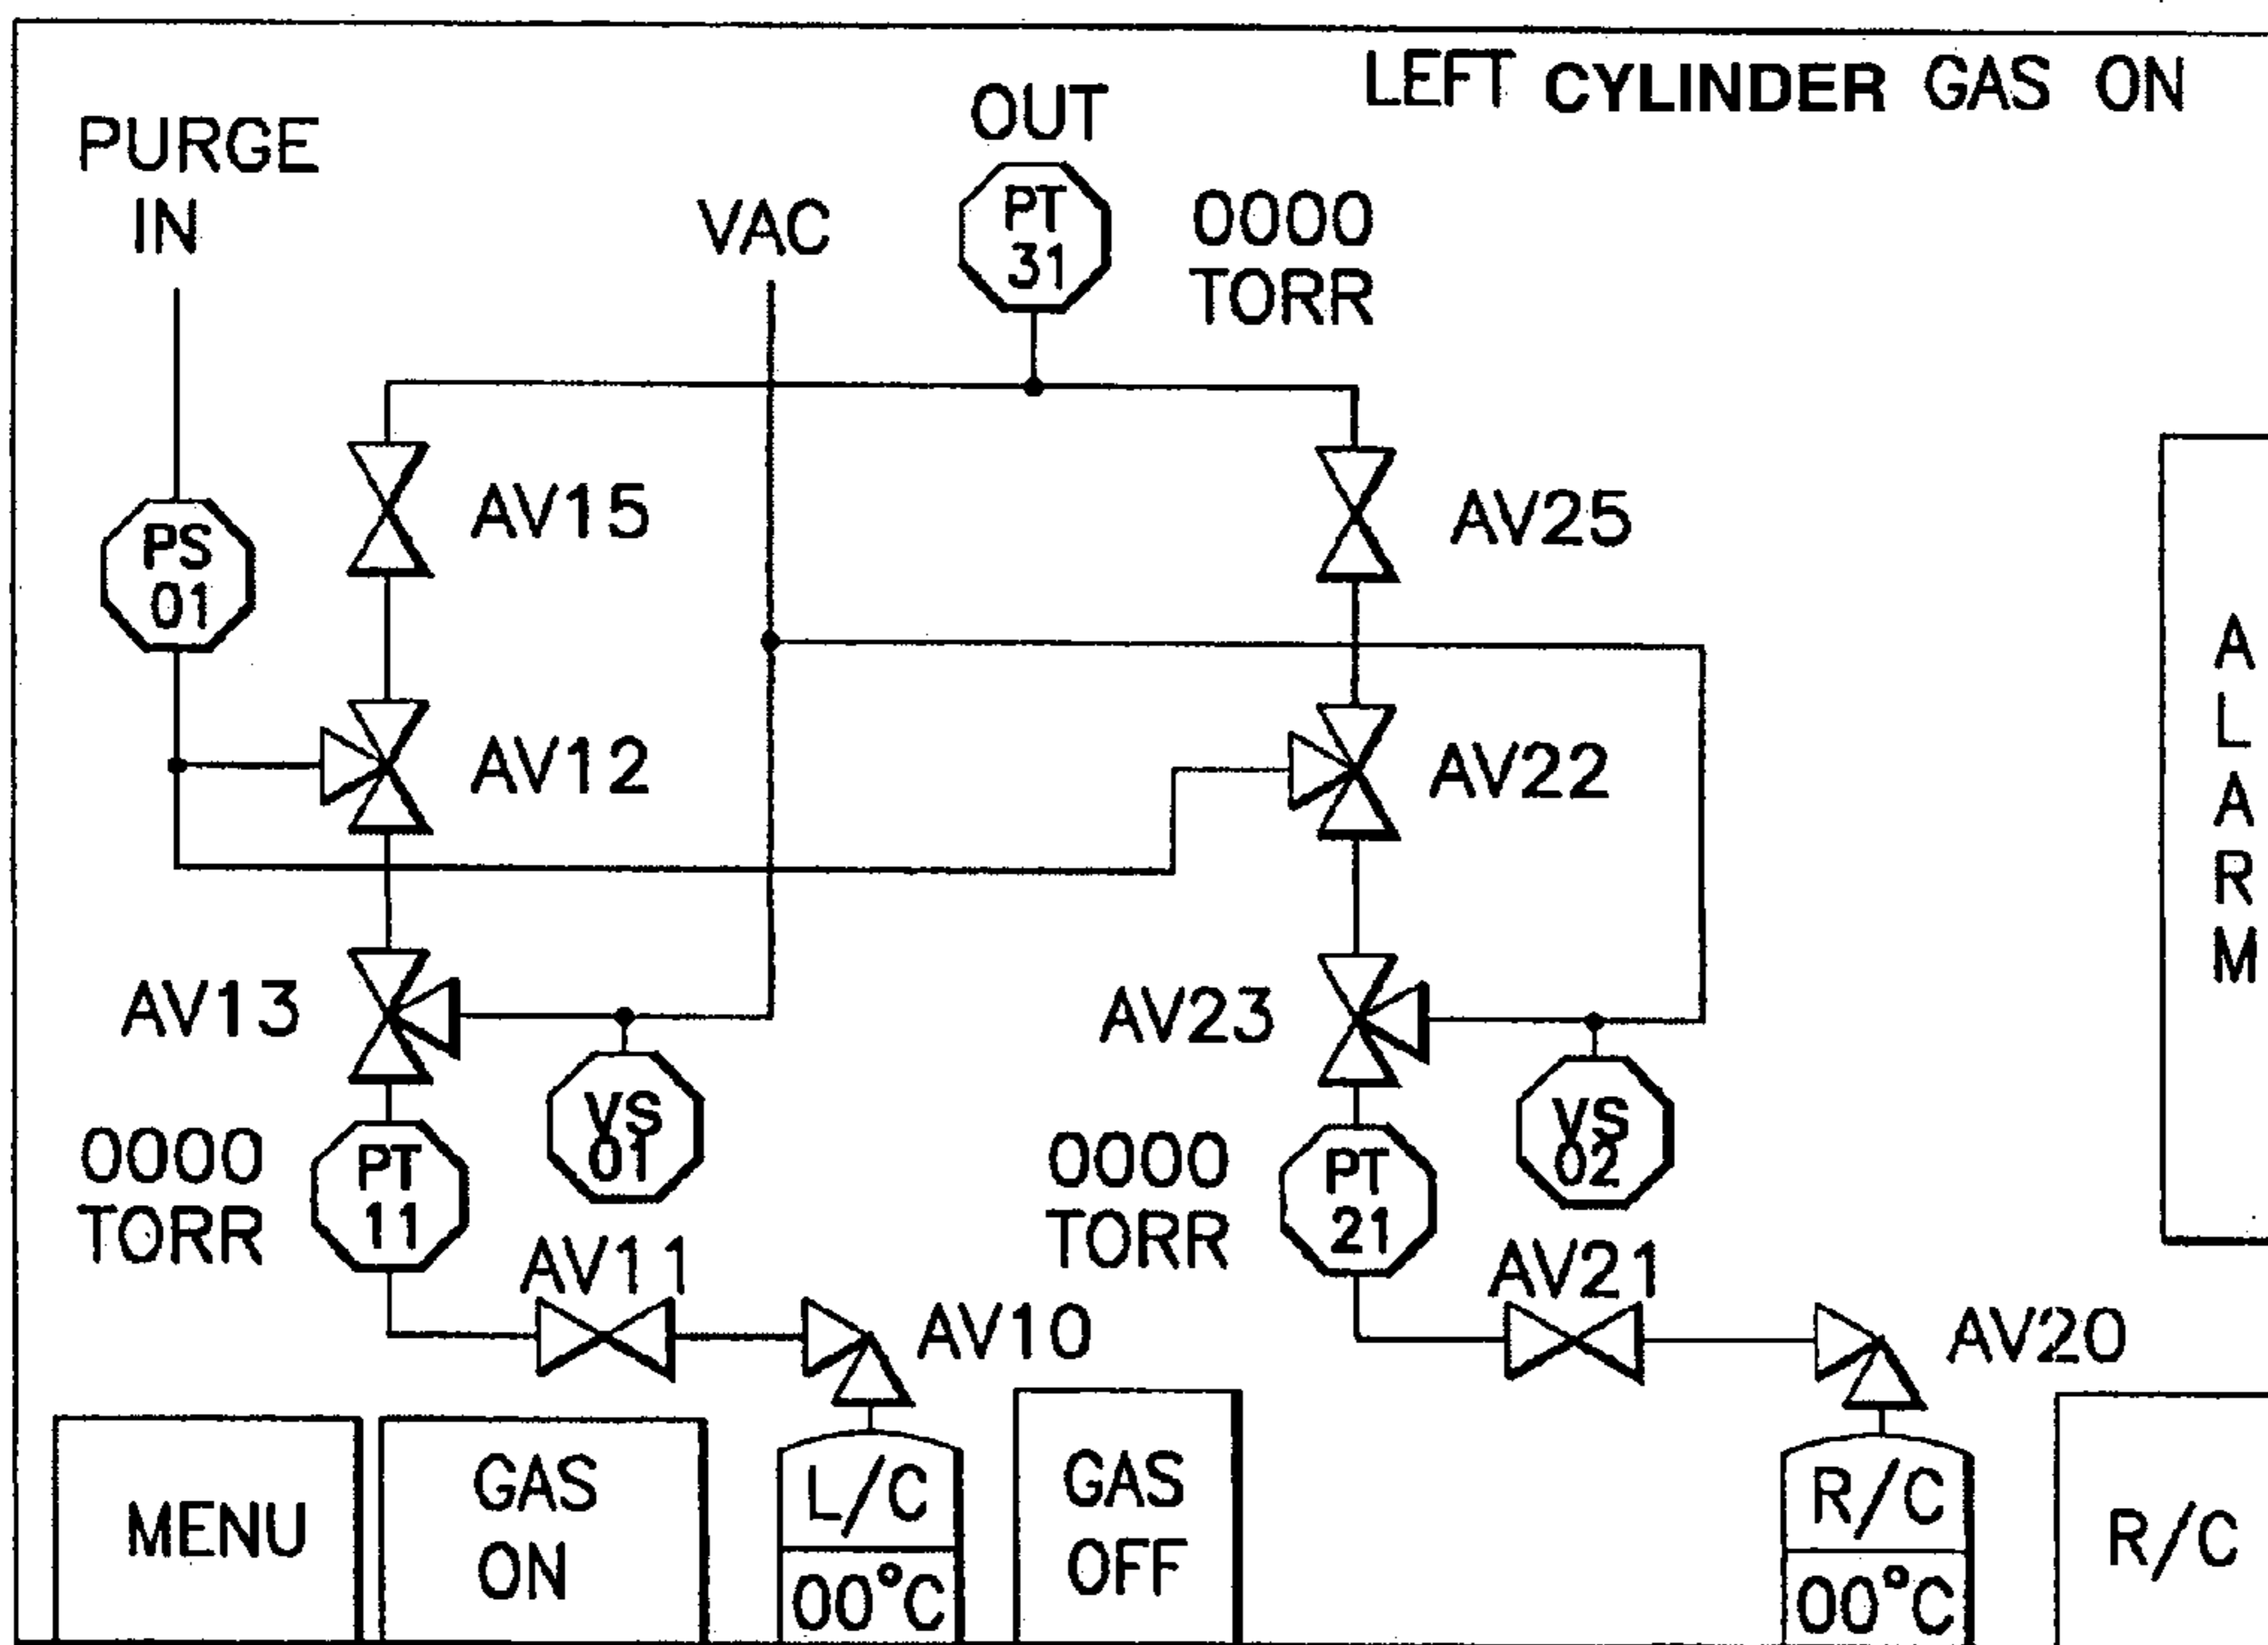 LEFT CYLINDER GAS ON
OUT
PURGE
IN
VAC
PT
31
0000
TORR
PS
01
AV15
AV25
AV12
AV22
A
L
A
R
M
AV13
AV23
VS
01
VS
02
0000
TORR
PT
11
0000
TORR
PT
21
AV11
AV10
AV21
AV20
MENU
GAS
ON
L/C
00°C
GAS
OFF
R/C
00°C
R/C